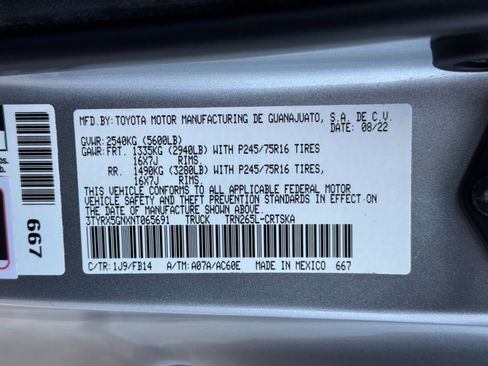 MFD.BY:TOYOTA MOTOR MANUFACTURING DE GUANAJUATO, S.A. DE C.V.
DATE: 08/22
GVWR: 2540KG (5600LB)
GAWR: FRT. 1335KG (2940LB) WITH P245/75R16 TIRES
16X7J RIMS,
RR. 1490KG (3280LB) WITH P245/75R16 TIRES,
16X7J RIMS.
THIS VEHICLE CONFORMS TO ALL APPLICABLE FEDERAL MOTOR
VEHICLE SAFETY AND THEFT PREVENTION STANDARDS IN EFFECT
ON THE DATE OF MANUFACTURE SHOWN ABOVE.
3TYRX5GNXNT065691 TRUCK TRN265L-CRTSKA
C/TR: 1J9/FB14 A/TM: A07A/AC60E MADE IN MEXICO 667
bs.
667